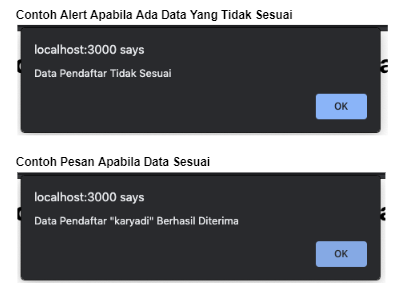 Contoh Alert Apabila Ada Data Yang Tidak Sesuai
localhost:3000 says
Data Pendaftar Tidak Sesuai
OK
Contoh Pesan Apabila Data Sesuai
localhost:3000 says
Data Pendaftar "karyadi" Berhasil Diterima
OK